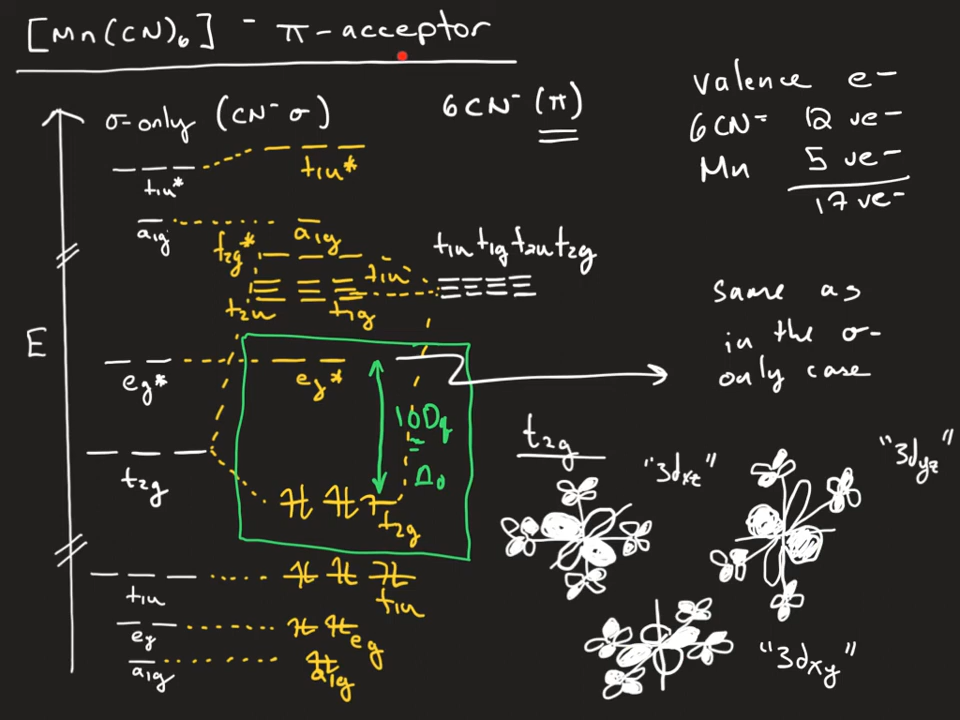 [Mn(CN)6] - π-acceptor
σ-only (CN⁻ σ)
6CN⁻ (π)
valence e-
6CN⁻ 12 ve-
Mn 5 ve-
17 ve-
t1u*
t1u*
a1g
a1g
t2g*
t1u
t1u t1g t2u t2g
t2u
t1g
same as
in the σ-
only case
E
eg*
eg*
10Dq
=
Δo
t2g
t2g
t2g
"3dxz"
"3dyz"
t1u
t1u
eg
eg
a1g
a1g
"3dxy"